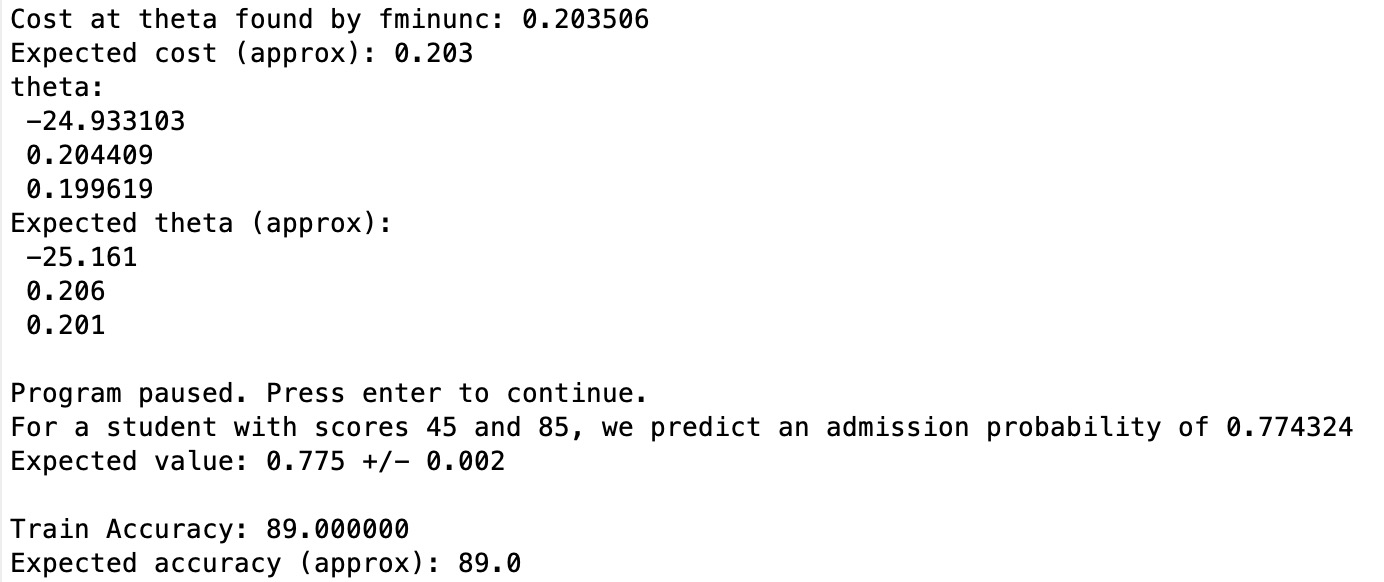 Cost at theta found by fminunc: 0.203506
Expected cost (approx): 0.203
theta:
-24.933103
0.204409
0.199619
Expected theta (approx):
-25.161
0.206
0.201
Program paused. Press enter to continue.
For a student with scores 45 and 85, we predict an admission probability of 0.774324
Expected value: 0.775 +/- 0.002
Train Accuracy: 89.000000
Expected accuracy (approx): 89.0